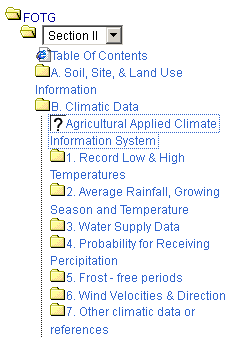 FOTG
Section II
Table Of Contents
A. Soil, Site, & Land Use
Information
B. Climatic Data
? Agricultural Applied Climate
Information System
1. Record Low & High
Temperatures
2. Average Rainfall, Growing
Season and Temperature
3. Water Supply Data
4. Probability for Receiving
Percipitation
5. Frost - free periods
6. Wind Velocities & Direction
7. Other climatic data or
references